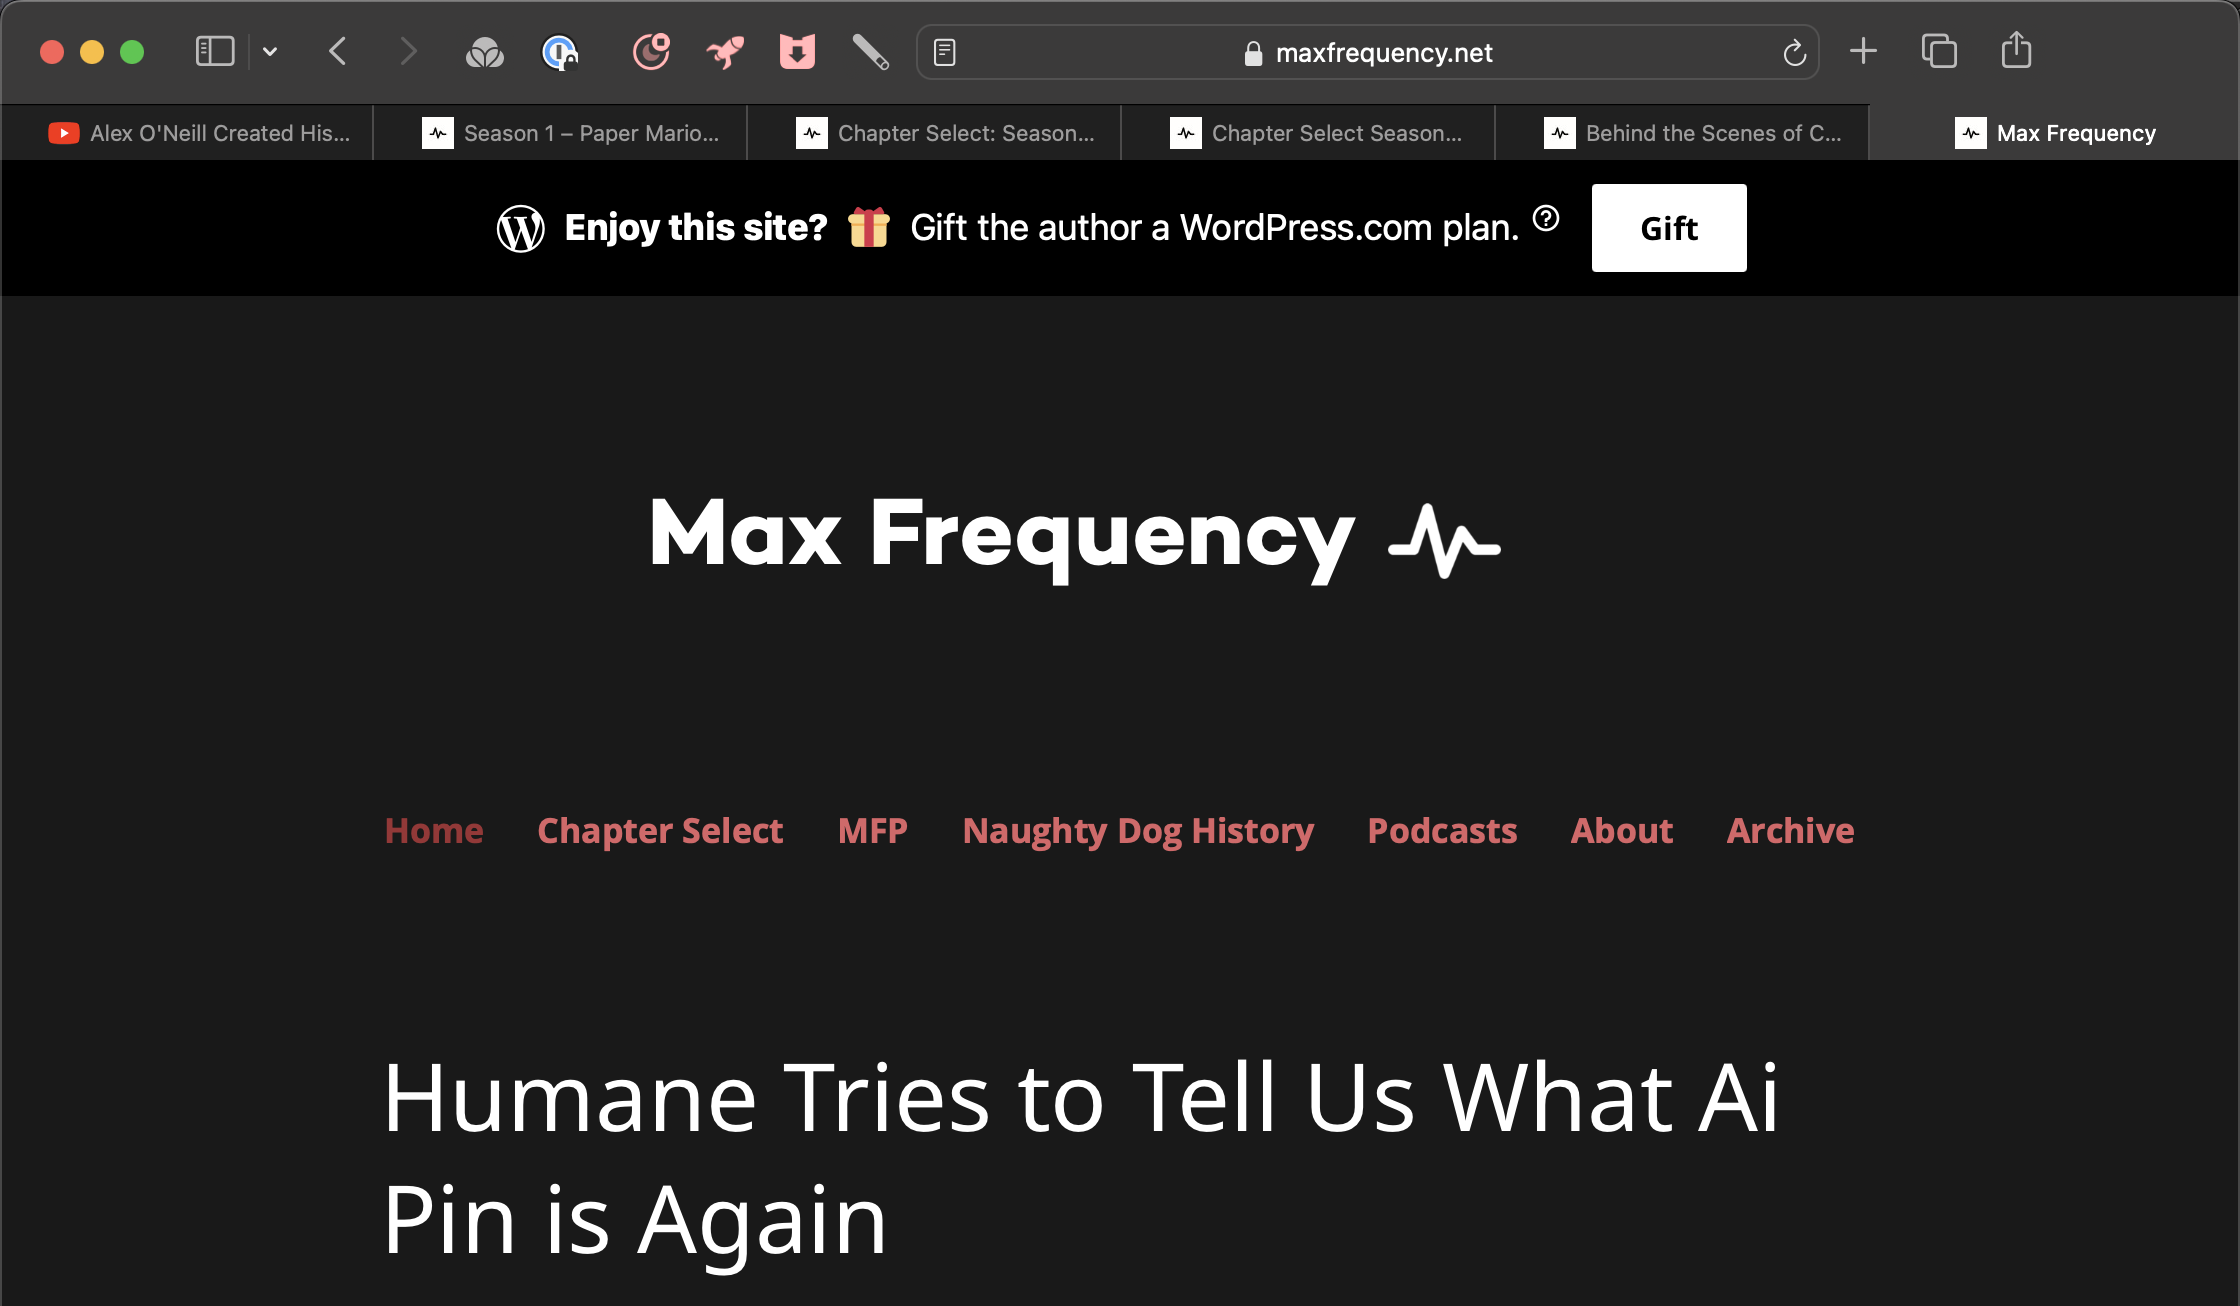 maxfrequency.net
Alex O'Neill Created His...
Season 1 – Paper Mario...
Chapter Select: Season...
Chapter Select Season...
Behind the Scenes of C...
Max Frequency
Enjoy this site? Gift the author a WordPress.com plan. Gift
Max Frequency
Home Chapter Select MFP Naughty Dog History Podcasts About Archive
Humane Tries to Tell Us What Ai
Pin is Again